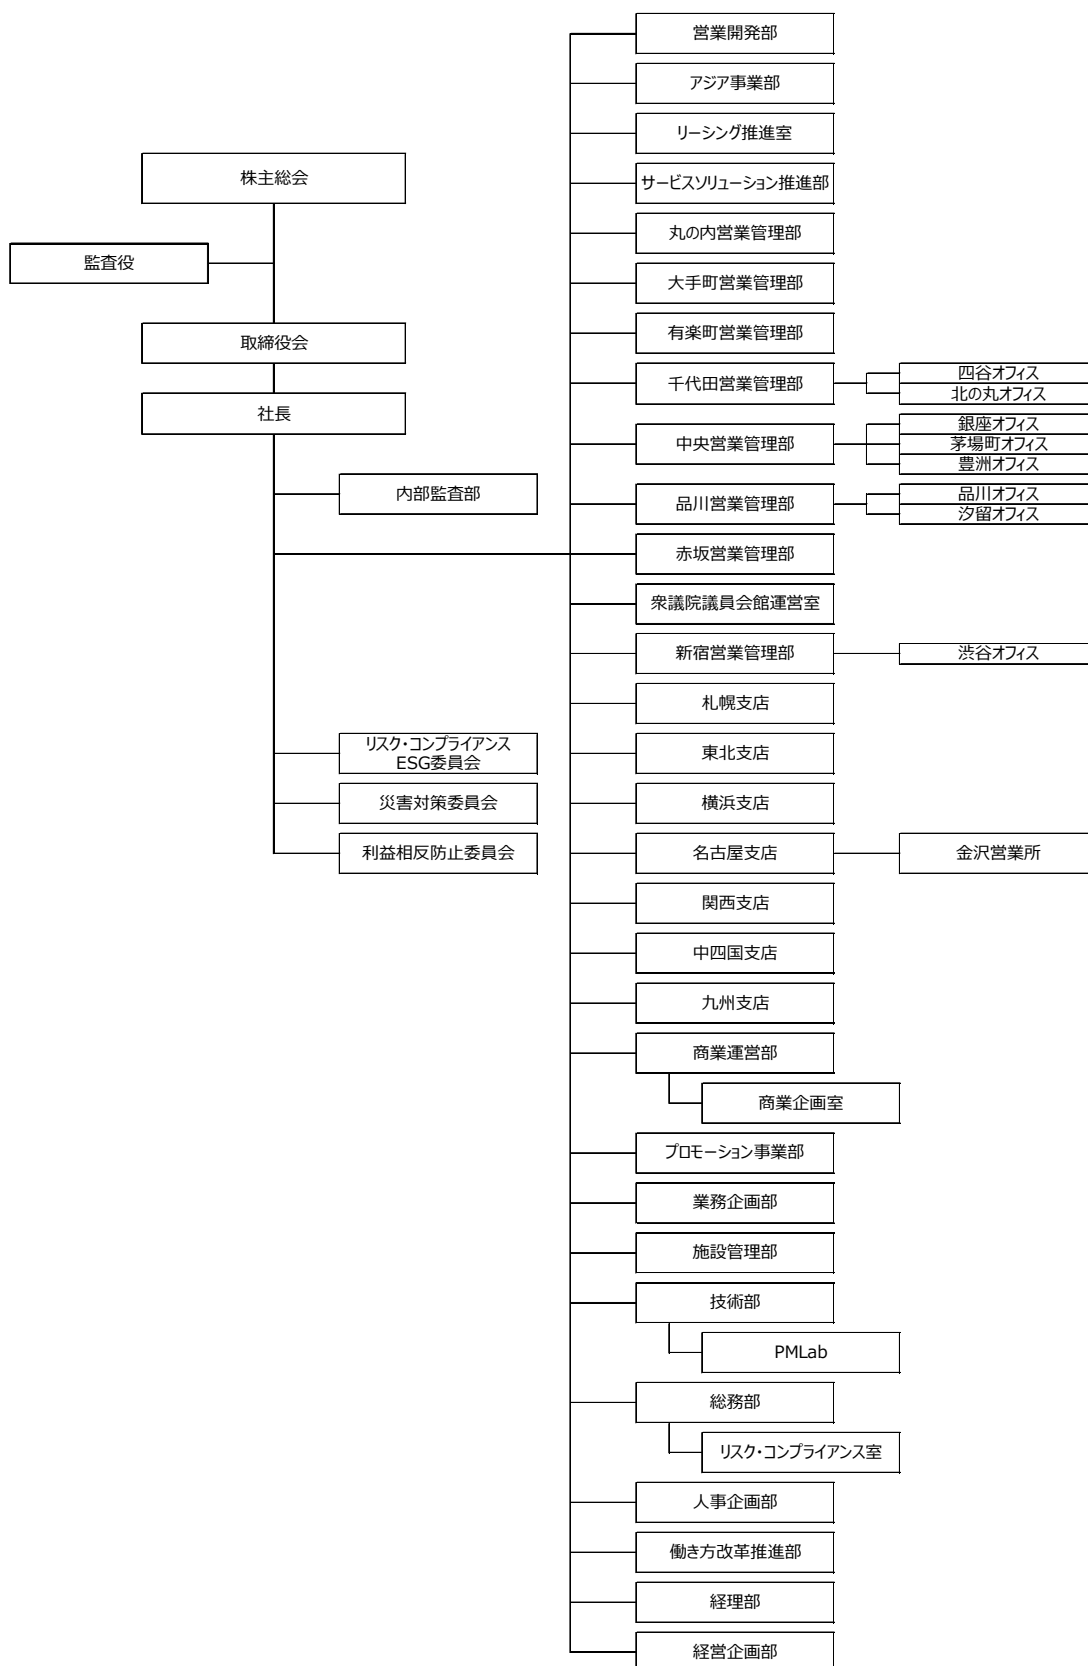 株主総会
監査役
取締役会
社長
内部監査部
リスク・コンプライアンス
ESG委員会
災害対策委員会
利益相反防止委員会
営業開発部
アジア事業部
リーシング推進室
サービスソリューション推進部
丸の内営業管理部
大手町営業管理部
有楽町営業管理部
千代田営業管理部
四谷オフィス
北の丸オフィス
中央営業管理部
銀座オフィス
茅場町オフィス
豊洲オフィス
品川営業管理部
品川オフィス
汐留オフィス
赤坂営業管理部
衆議院議員会館運営室
新宿営業管理部
渋谷オフィス
札幌支店
東北支店
横浜支店
名古屋支店
金沢営業所
関西支店
中四国支店
九州支店
商業運営部
商業企画室
プロモーション事業部
業務企画部
施設管理部
技術部
PMLab
総務部
リスク・コンプライアンス室
人事企画部
働き方改革推進部
経理部
経営企画部